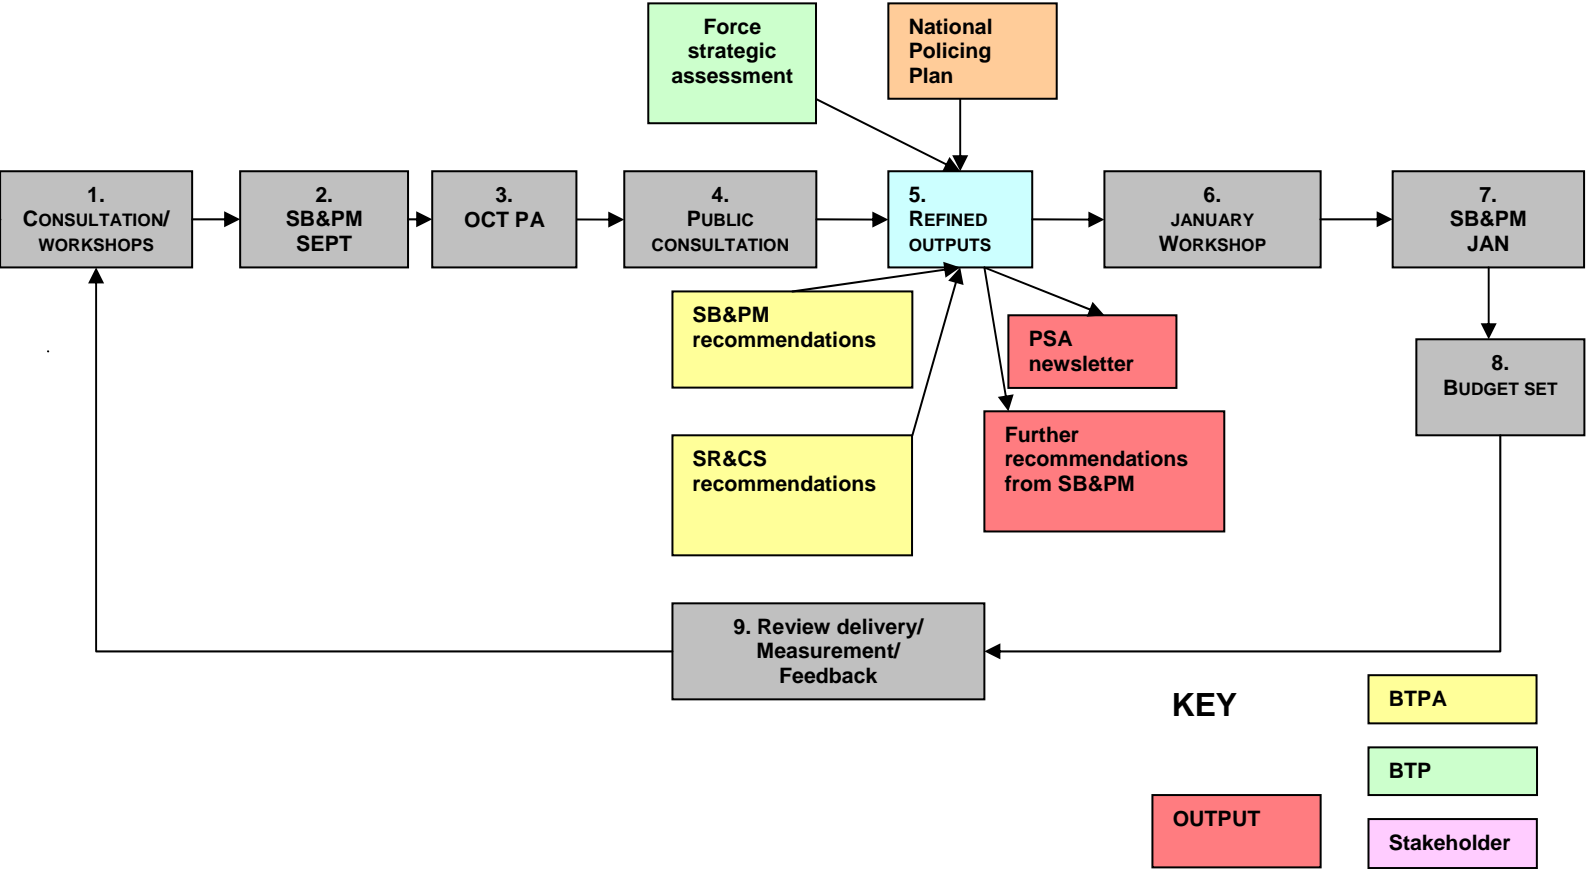 Force
strategic
assessment
National
Policing
Plan
1.
CONSULTATION/
WORKSHOPS
2.
SB&PM
SEPT
3.
OCT PA
4.
PUBLIC
CONSULTATION
5.
REFINED
OUTPUTS
6.
JANUARY
WORKSHOP
7.
SB&PM
JAN
SB&PM
recommendations
PSA
newsletter
8.
BUDGET SET
SR&CS
recommendations
Further
recommendations
from SB&PM
9. Review delivery/
Measurement/
Feedback
KEY
BTPA
BTP
OUTPUT
Stakeholder